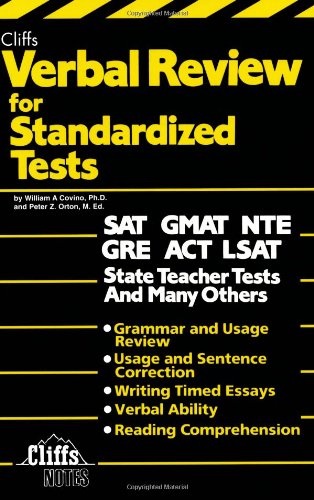 Cliffs
Verbal Review
for
Standardized
Tests
by William A Covino, Ph.D.
and Peter Z. Orton, M. Ed.
SAT GMAT NTE
GRE ACT LSAT
State Teacher Tests
And Many Others
• Grammar and Usage
Review
• Usage and Sentence
Correction
• Writing Timed Essays
• Verbal Ability
• Reading Comprehension
Cliffs
NOTES